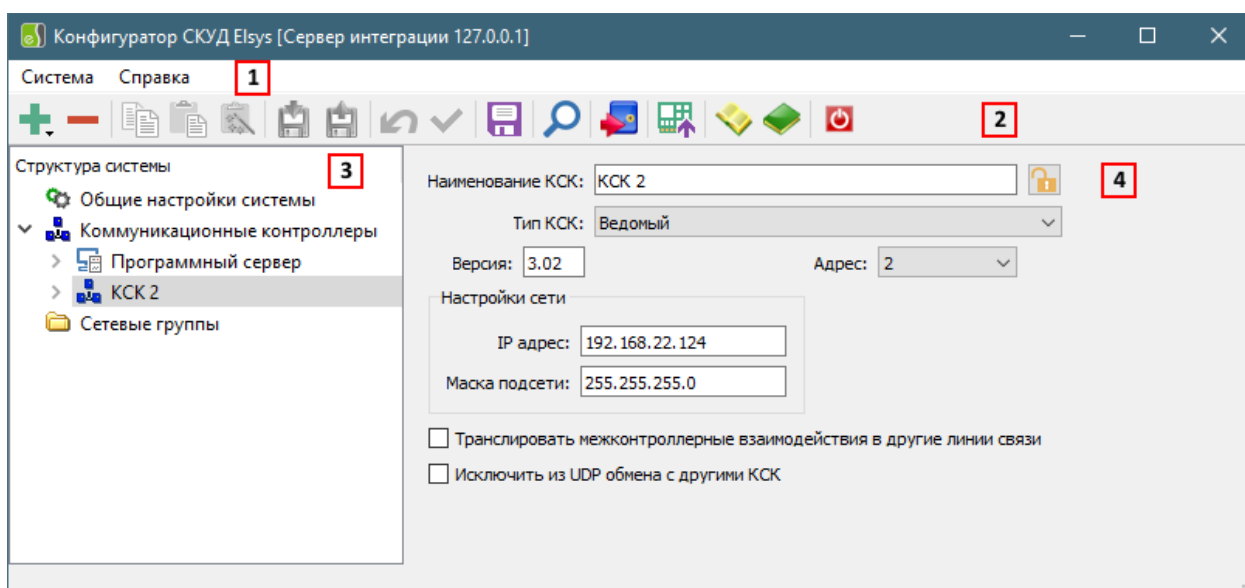 Конфигуратор СКУД Elsys [Сервер интеграции 127.0.0.1]
Система Справка 1
2
Структура системы 3
Общие настройки системы
Коммуникационные контроллеры
Программный сервер
КСК 2
Сетевые группы
Наименование КСК: КСК 2 4
Тип КСК: Ведомый
Версия: 3.02 Адрес: 2
Настройки сети
IP адрес: 192.168.22.124
Маска подсети: 255.255.255.0
Транслировать межконтроллерные взаимодействия в другие линии связи
Исключить из UDP обмена с другими КСК